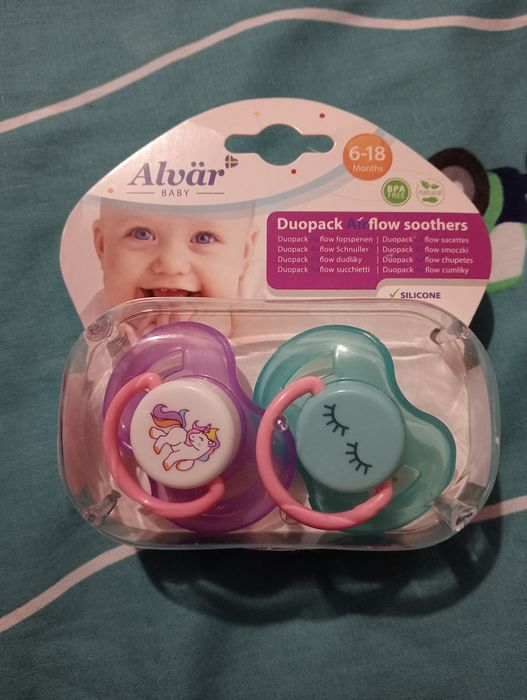 Alvär
BABY
6-18
Months
BPA
FREE
natural
Duopack flow soothers
Duopack flow fopspenen
Duopack flow Schnuller
Duopack flow dudlíky
Duopack flow succhietti
Duopack flow sucettes
Duopack flow smoczki
Duopack flow chupetes
Duopack flow cumlíky
SILICONE